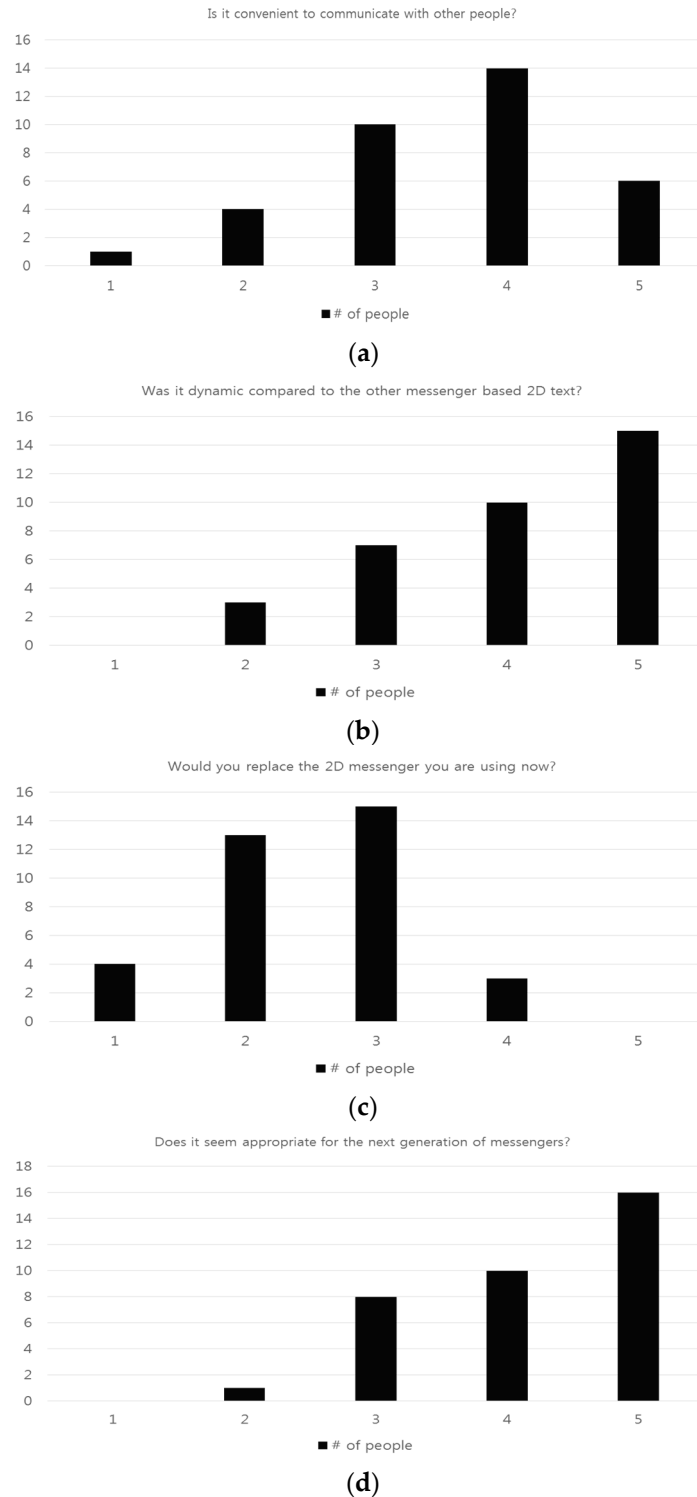 Is it convenient to communicate with other people?
16
14
12
10
8
6
4
2
0
1 2 3 4 5
# of people
(a)
Was it dynamic compared to the other messenger based 2D text?
16
14
12
10
8
6
4
2
0
1 2 3 4 5
# of people
(b)
Would you replace the 2D messenger you are using now?
16
14
12
10
8
6
4
2
0
1 2 3 4 5
# of people
(c)
Does it seem appropriate for the next generation of messengers?
18
16
14
12
10
8
6
4
2
0
1 2 3 4 5
# of people
(d)